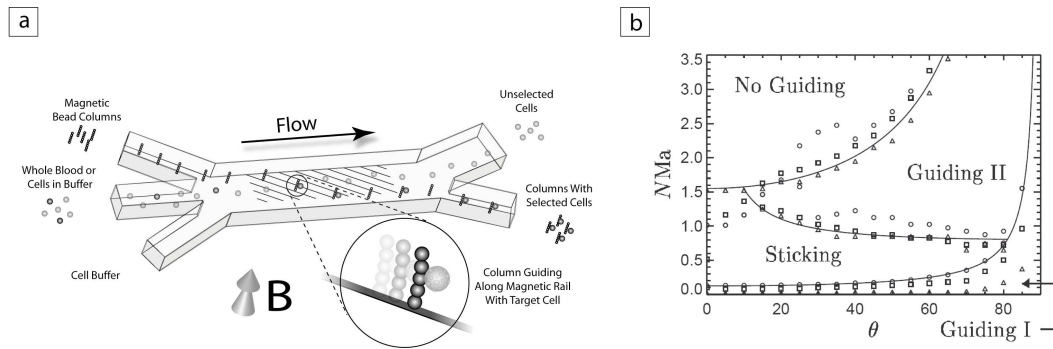 a
Magnetic
Bead Columns
Whole Blood or
Cells in Buffer
Cell Buffer
Flow
B
Unselected
Cells
Columns With
Selected Cells
Column Guiding
Along Magnetic Rail
With Target Cell
b
NMa
3.5
3.0
2.5
2.0
1.5
1.0
0.5
0.0
No Guiding
Guiding II
Sticking
0 20 40 60 80
θ
Guiding I